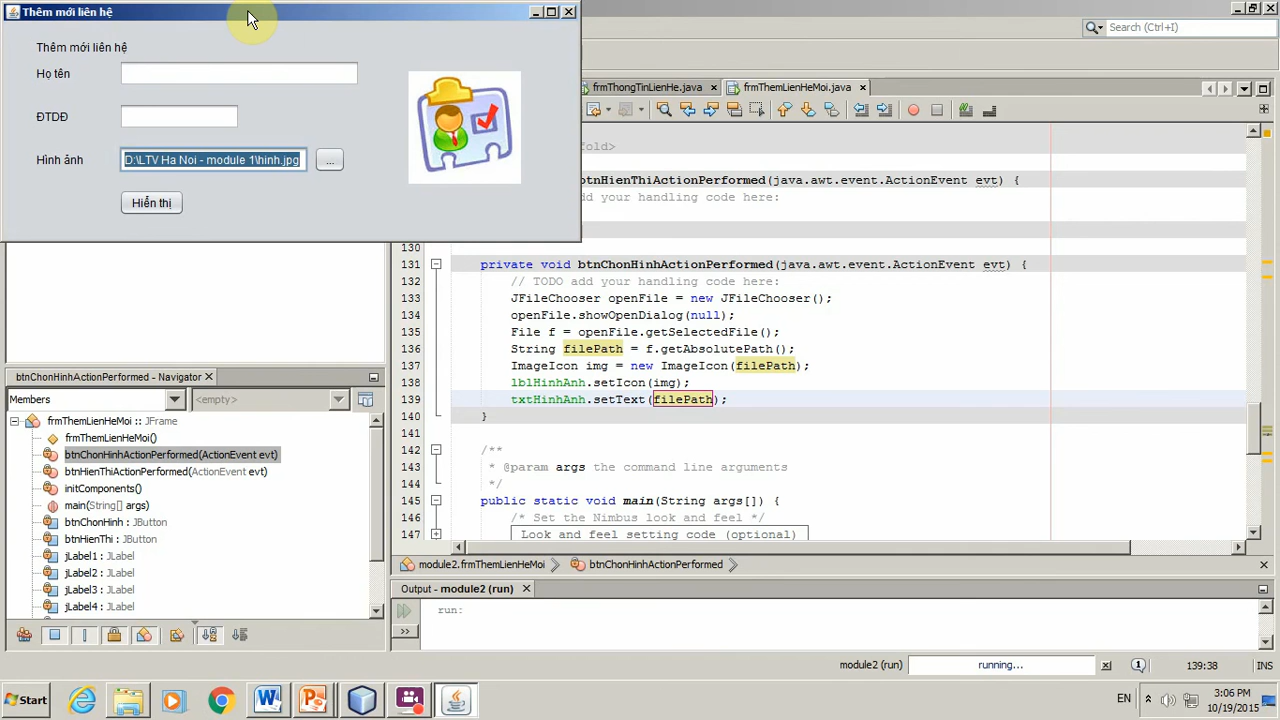 Thêm mới liên hệ
Thêm mới liên hệ
Họ tên
ĐTDĐ
Hình ảnh
D:\LTV Ha Noi - module 1\hinh.jpg
...
Hiển thị
Search (Ctrl+I)
frmThongTinLienHe.java
frmThemLienHeMoi.java
fold>
btnHienThiActionPerformed(java.awt.event.ActionEvent evt) {
dd your handling code here:
130
131 private void btnChonHinhActionPerformed(java.awt.event.ActionEvent evt) {
132 // TODO add your handling code here:
133 JFileChooser openFile = new JFileChooser();
134 openFile.showOpenDialog(null);
135 File f = openFile.getSelectedFile();
136 String filePath = f.getAbsolutePath();
137 ImageIcon img = new ImageIcon(filePath);
138 lblHinhAnh.setIcon(img);
139 txtHinhAnh.setText(filePath);
140 }
141
142 /**
143 * @param args the command line arguments
144 */
145 public static void main(String args[]) {
146 /* Set the Nimbus look and feel */
147 Look and feel setting code (optional)
btnChonHinhActionPerformed - Navigator
Members
<empty>
frmThemLienHeMoi :: JFrame
frmThemLienHeMoi()
btnChonHinhActionPerformed(ActionEvent evt)
btnHienThiActionPerformed(ActionEvent evt)
initComponents()
main(String[] args)
btnChonHinh : JButton
btnHienThi : JButton
jLabel1 : JLabel
jLabel2 : JLabel
jLabel3 : JLabel
jLabel4 : JLabel
module2.frmThemLienHeMoi
btnChonHinhActionPerformed
Output - module2 (run)
run:
module2 (run)
running...
1
139:38
INS
Start
EN
3:06 PM
10/19/2015